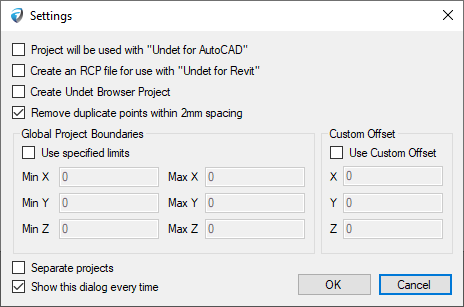 Settings
Project will be used with "Undet for AutoCAD"
Create an RCP file for use with "Undet for Revit"
Create Undet Browser Project
Remove duplicate points within 2mm spacing
Global Project Boundaries
Use specified limits
Min X 0 Max X 0
Min Y 0 Max Y 0
Min Z 0 Max Z 0
Custom Offset
Use Custom Offset
X 0
Y 0
Z 0
Separate projects
Show this dialog every time
OK Cancel